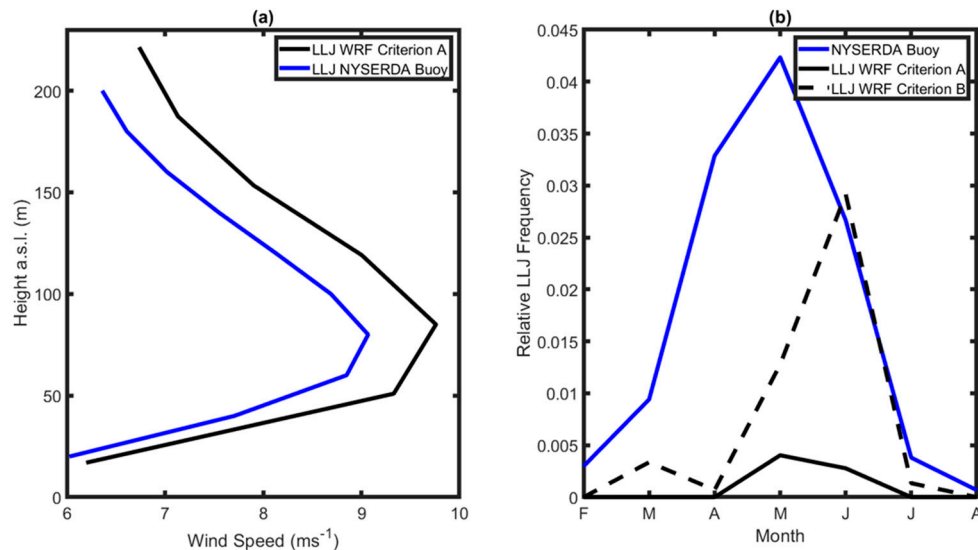 (a)
LLJ WRF Criterion A
LLJ NYSERDA Buoy
200
150
100
50
0
Height a.s.l. (m)
6 7 8 9 10
Wind Speed (ms⁻¹)
(b)
NYSERDA Buoy
LLJ WRF Criterion A
LLJ WRF Criterion B
0.045
0.04
0.035
0.03
0.025
0.02
0.015
0.01
0.005
0
Relative LLJ Frequency
F M A M J J A
Month